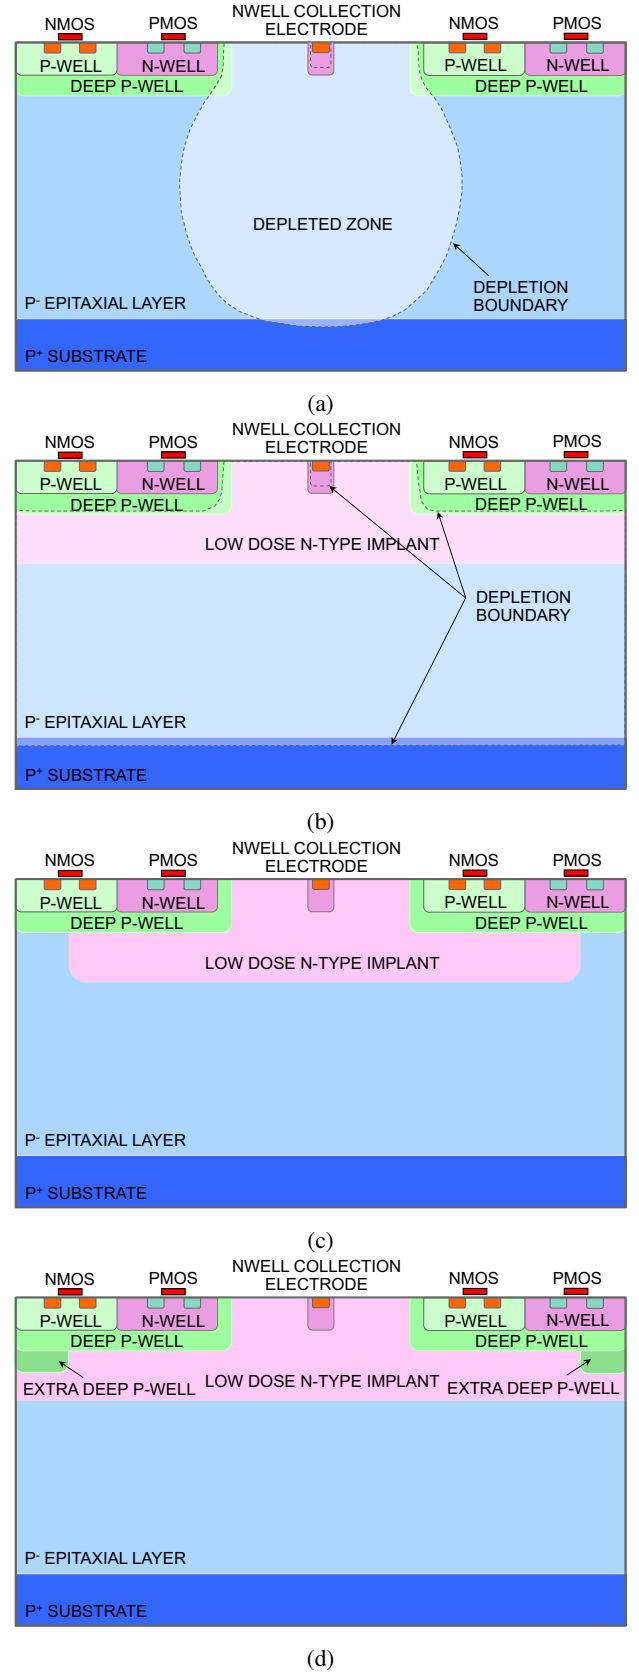 NWELL COLLECTION
ELECTRODE
NMOS PMOS NMOS PMOS
P-WELL N-WELL P-WELL N-WELL
DEEP P-WELL DEEP P-WELL
DEPLETED ZONE
DEPLETION
BOUNDARY
P- EPITAXIAL LAYER
P+ SUBSTRATE
(a)
NWELL COLLECTION
ELECTRODE
NMOS PMOS NMOS PMOS
P-WELL N-WELL P-WELL N-WELL
DEEP P-WELL DEEP P-WELL
LOW DOSE N-TYPE IMPLANT
DEPLETION
BOUNDARY
P- EPITAXIAL LAYER
P+ SUBSTRATE
(b)
NWELL COLLECTION
ELECTRODE
NMOS PMOS NMOS PMOS
P-WELL N-WELL P-WELL N-WELL
DEEP P-WELL DEEP P-WELL
LOW DOSE N-TYPE IMPLANT
P- EPITAXIAL LAYER
P+ SUBSTRATE
(c)
NWELL COLLECTION
ELECTRODE
NMOS PMOS NMOS PMOS
P-WELL N-WELL P-WELL N-WELL
DEEP P-WELL DEEP P-WELL
EXTRA DEEP P-WELL LOW DOSE N-TYPE IMPLANT EXTRA DEEP P-WELL
P- EPITAXIAL LAYER
P+ SUBSTRATE
(d)